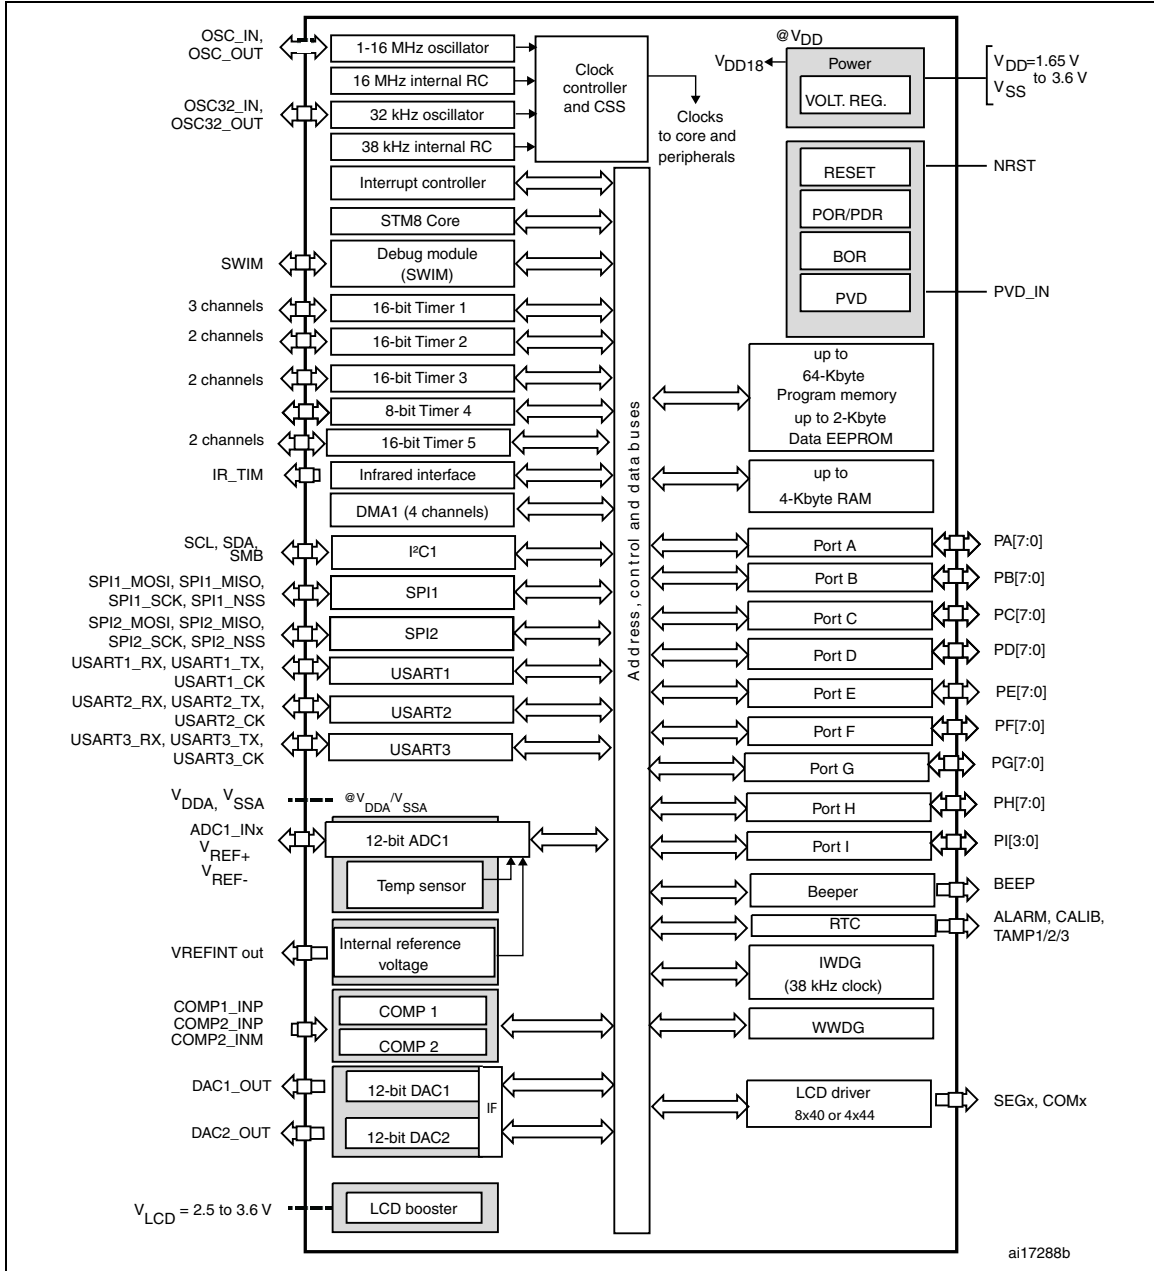 OSC_IN,
OSC_OUT
1-16 MHz oscillator
16 MHz internal RC
OSC32_IN,
OSC32_OUT
32 kHz oscillator
38 kHz internal RC
Clock
controller
and CSS
Clocks
to core and
peripherals
@VDD
VDD18
Power
VOLT. REG.
VDD=1.65 V
to 3.6 V
VSS
RESET
NRST
POR/PDR
BOR
PVD
PVD_IN
Interrupt controller
STM8 Core
SWIM
Debug module
(SWIM)
3 channels
16-bit Timer 1
2 channels
16-bit Timer 2
2 channels
16-bit Timer 3
8-bit Timer 4
2 channels
16-bit Timer 5
IR_TIM
Infrared interface
DMA1 (4 channels)
SCL, SDA,
SMB
I²C1
SPI1_MOSI, SPI1_MISO,
SPI1_SCK, SPI1_NSS
SPI1
SPI2_MOSI, SPI2_MISO,
SPI2_SCK, SPI2_NSS
SPI2
USART1_RX, USART1_TX,
USART1_CK
USART1
USART2_RX, USART2_TX,
USART2_CK
USART2
USART3_RX, USART3_TX,
USART3_CK
USART3
VDDA, VSSA
@VDDA/VSSA
ADC1_INx
VREF+
VREF-
12-bit ADC1
Temp sensor
VREFINT out
Internal reference
voltage
COMP1_INP
COMP2_INP
COMP2_INM
COMP 1
COMP 2
DAC1_OUT
12-bit DAC1
IF
DAC2_OUT
12-bit DAC2
VLCD = 2.5 to 3.6 V
LCD booster
Address, control and data buses
up to
64-Kbyte
Program memory
up to 2-Kbyte
Data EEPROM
up to
4-Kbyte RAM
Port A
PA[7:0]
Port B
PB[7:0]
Port C
PC[7:0]
Port D
PD[7:0]
Port E
PE[7:0]
Port F
PF[7:0]
Port G
PG[7:0]
Port H
PH[7:0]
Port I
PI[3:0]
Beeper
BEEP
RTC
ALARM, CALIB,
TAMP1/2/3
IWDG
(38 kHz clock)
WWDG
LCD driver
8x40 or 4x44
SEGx, COMx
ai17288b